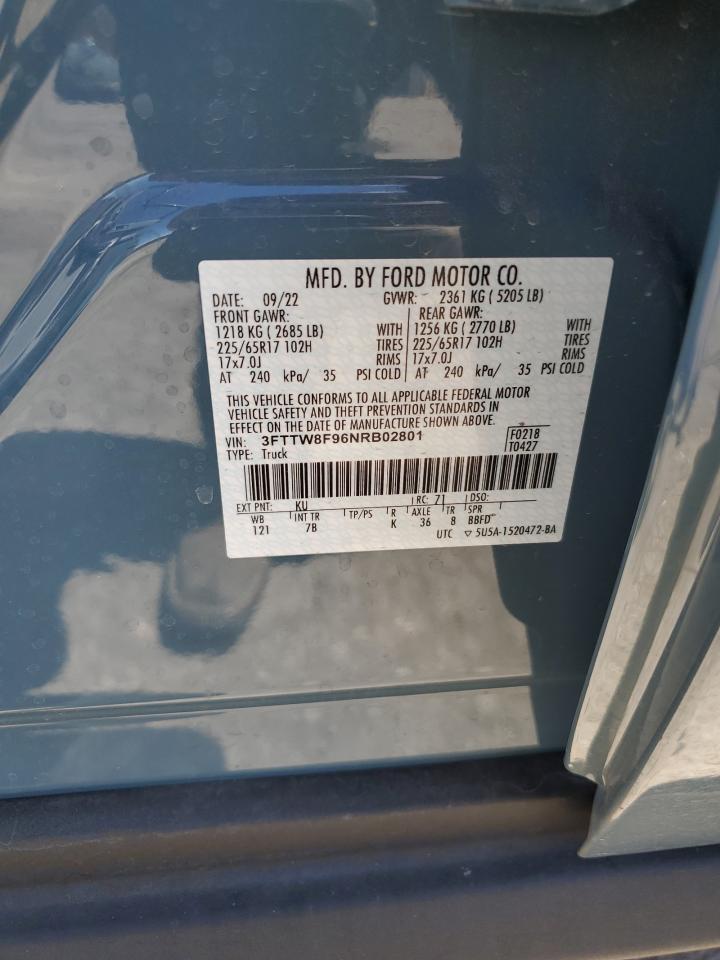 MFD. BY FORD MOTOR CO.
DATE: 09/22 GVWR: 2361 KG ( 5205 LB)
FRONT GAWR: REAR GAWR:
1218 KG ( 2685 LB) WITH 1256 KG ( 2770 LB) WITH
225/65R17 102H TIRES 225/65R17 102H TIRES
17x7.0J RIMS 17x7.0J RIMS
AT 240 kPa/ 35 PSI COLD AT 240 kPa/ 35 PSI COLD
THIS VEHICLE CONFORMS TO ALL APPLICABLE FEDERAL MOTOR
VEHICLE SAFETY AND THEFT PREVENTION STANDARDS IN
EFFECT ON THE DATE OF MANUFACTURE SHOWN ABOVE.
VIN: 3FTTW8F96NRB02801 F0218
TYPE: Truck T0427
EXT PNT: KU RC: 71 DSO:
WB INT TR TP/PS R AXLE TR SPR
121 7B K 36 8 BBFD
UTC ▽ 5U5A-1520472-BA